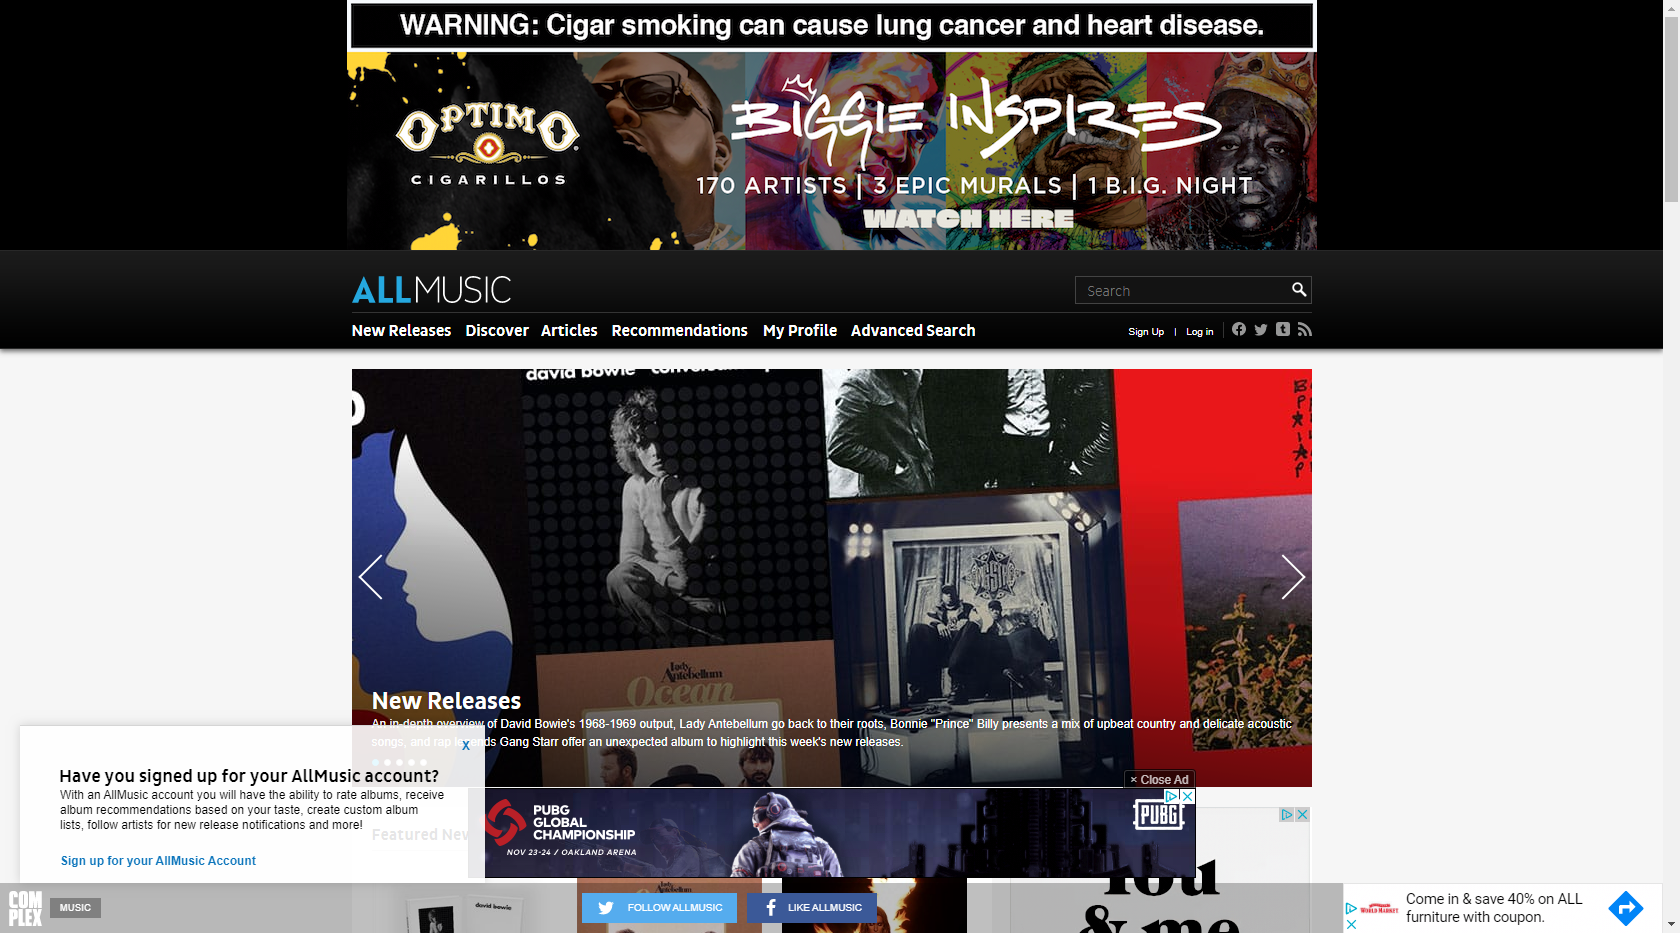 WARNING: Cigar smoking can cause lung cancer and heart disease.
OPTIMO
CIGARILLOS
BIGGIE INSPIRES
170 ARTISTS | 3 EPIC MURALS | 1 B.I.G. NIGHT
WATCH HERE
ALLMUSIC
Search
New Releases Discover Articles Recommendations My Profile Advanced Search
Sign Up | Log in
david bowie
GANG STARR
Lady
Antebellum
Ocean
New Releases
An in-depth overview of David Bowie's 1968-1969 output, Lady Antebellum go back to their roots, Bonnie "Prince" Billy presents a mix of upbeat country and delicate acoustic
songs, and rap legends Gang Starr offer an unexpected album to highlight this week's new releases.
X
Have you signed up for your AllMusic account?
With an AllMusic account you will have the ability to rate albums, receive
album recommendations based on your taste, create custom album
lists, follow artists for new release notifications and more!
Sign up for your AllMusic Account
Featured New
× Close Ad
PUBG
GLOBAL
CHAMPIONSHIP
NOV 23-24 / OAKLAND ARENA
PUBG
You
& me
david bowie
COM
PLEX
MUSIC
FOLLOW ALLMUSIC
LIKE ALLMUSIC
WORLD MARKET
Come in & save 40% on ALL
furniture with coupon.